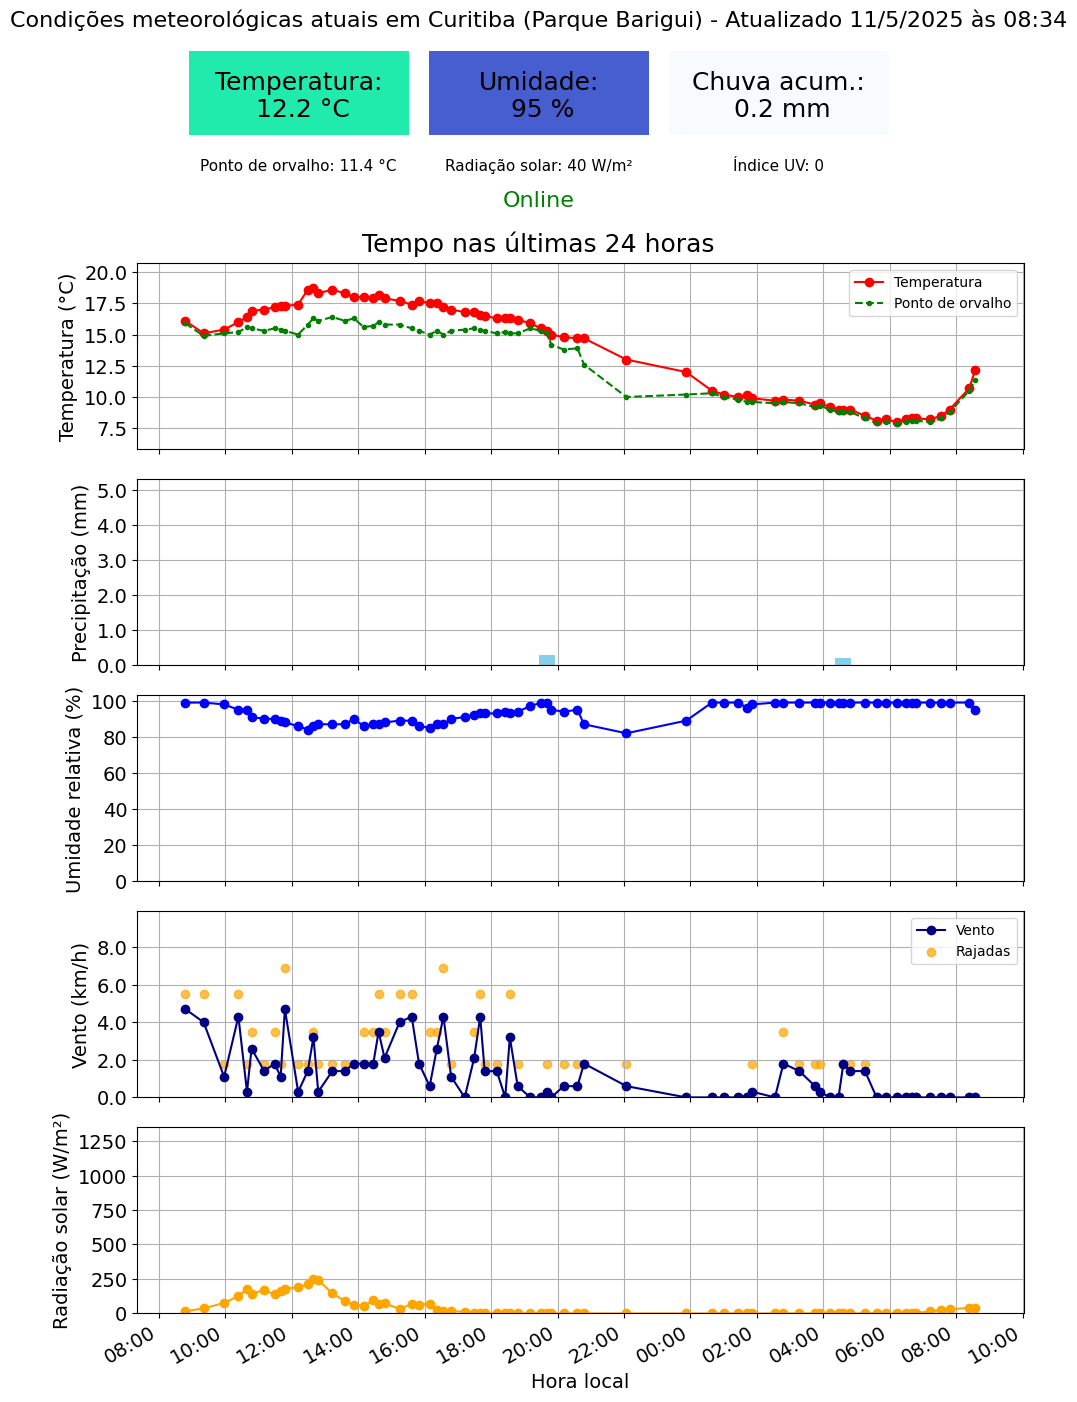 Condições meteorológicas atuais em Curitiba (Parque Barigui) - Atualizado 11/5/2025 às 08:34
Temperatura:
12.2 °C
Umidade:
95 %
Chuva acum.:
0.2 mm
Ponto de orvalho: 11.4 °C
Radiação solar: 40 W/m²
Índice UV: 0
Online
Tempo nas últimas 24 horas
Temperatura (°C)
20.0
17.5
15.0
12.5
10.0
7.5
Temperatura
Ponto de orvalho
Precipitação (mm)
5.0
4.0
3.0
2.0
1.0
0.0
Umidade relativa (%)
100
80
60
40
20
0
Vento (km/h)
8.0
6.0
4.0
2.0
0.0
Vento
Rajadas
Radiação solar (W/m²)
1250
1000
750
500
250
0
08:00
10:00
12:00
14:00
16:00
18:00
20:00
22:00
00:00
02:00
04:00
06:00
08:00
10:00
Hora local